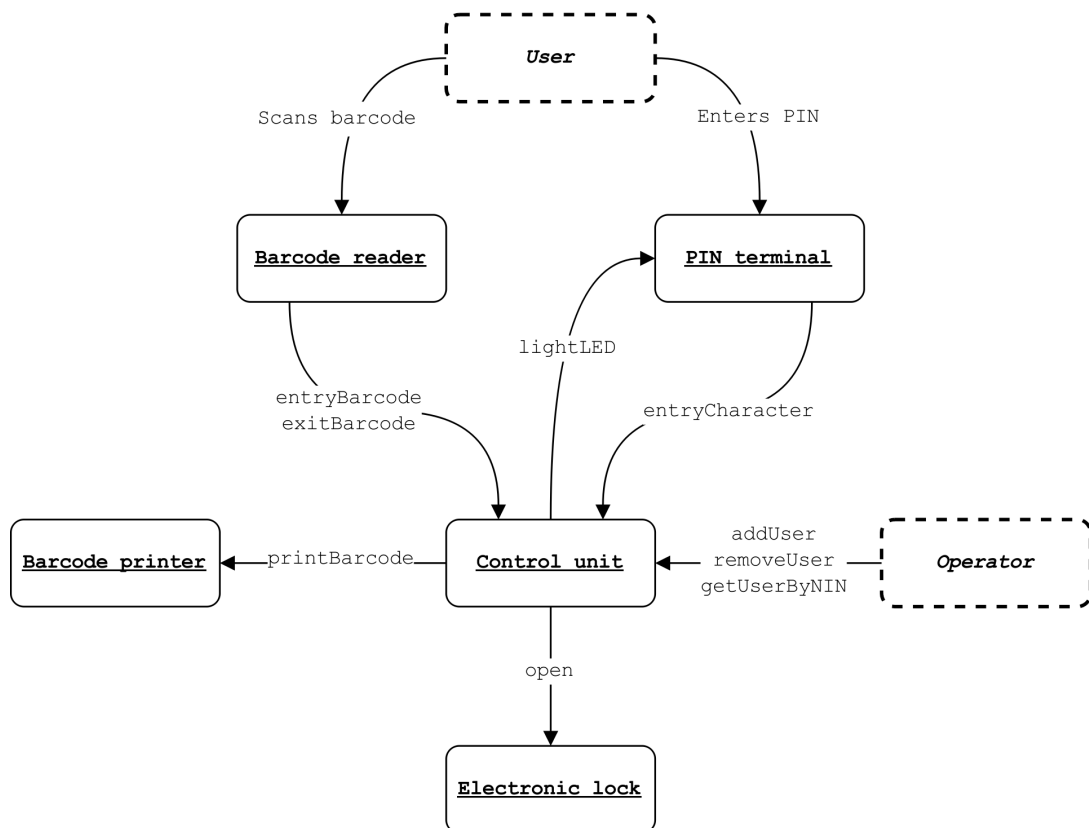 User
Scans barcode
Enters PIN
Barcode reader
PIN terminal
lightLED
entryBarcode
exitBarcode
entryCharacter
Barcode printer
printBarcode
Control unit
addUser
removeUser
getUserByNIN
Operator
open
Electronic lock